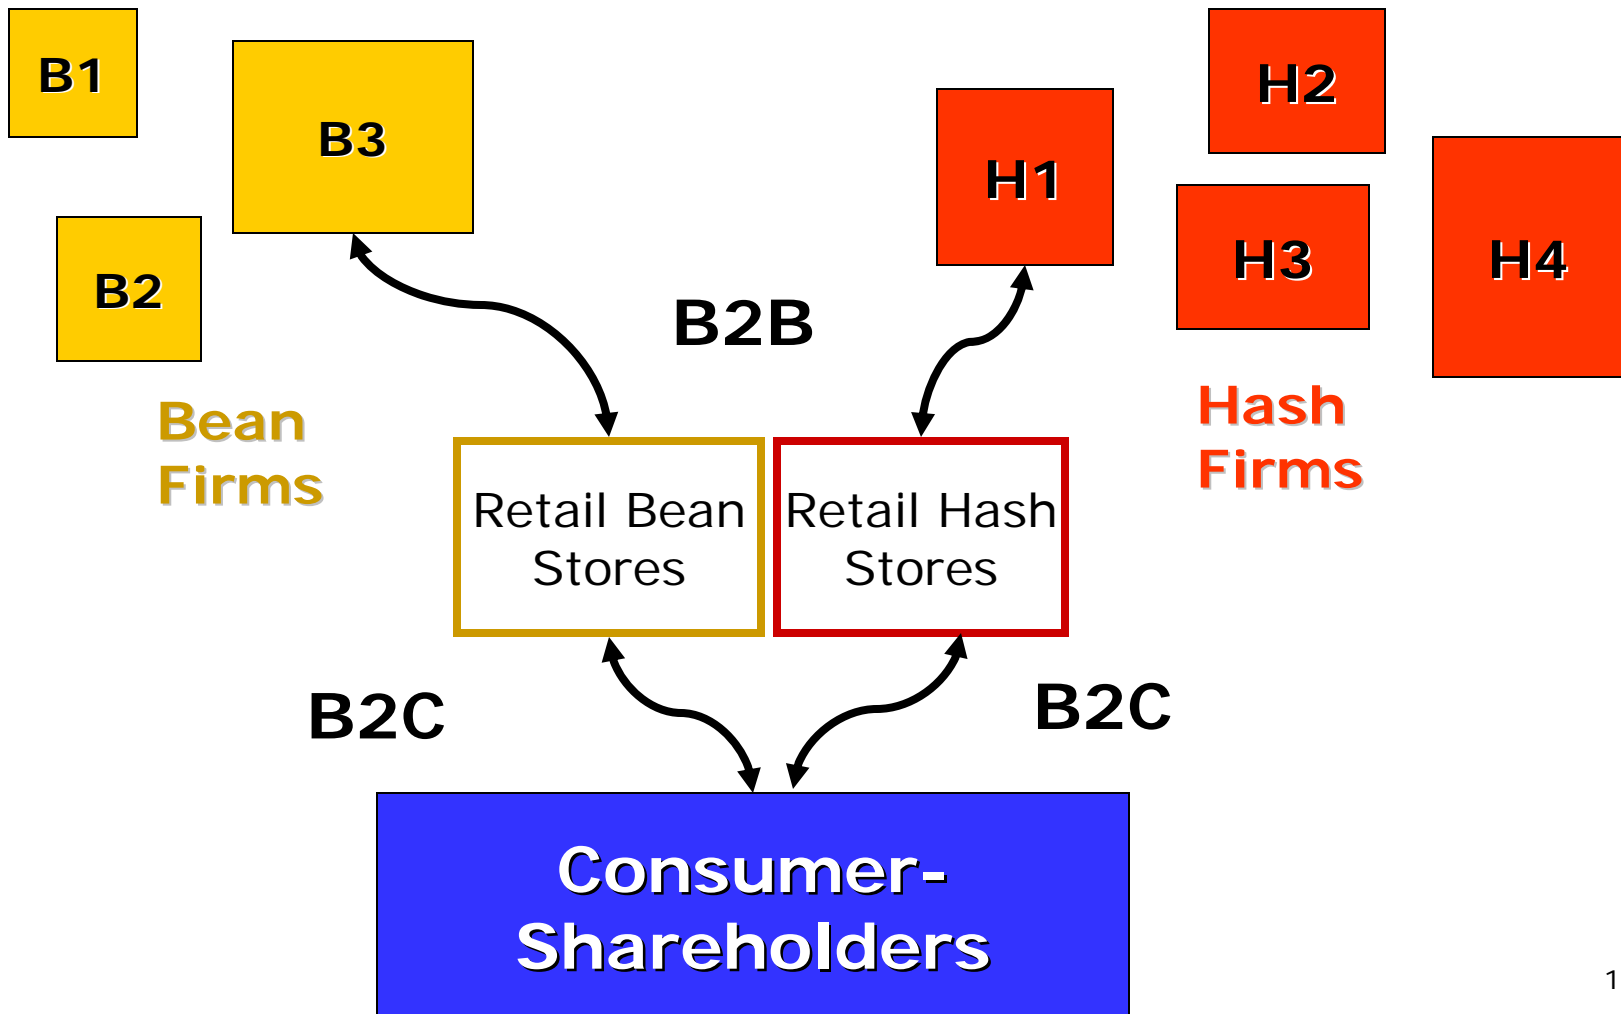 B1
B3
B2
H1
H2
H3
H4
B2B
Bean
Firms
Hash
Firms
Retail Bean
Stores
Retail Hash
Stores
B2C
B2C
Consumer-
Shareholders
1